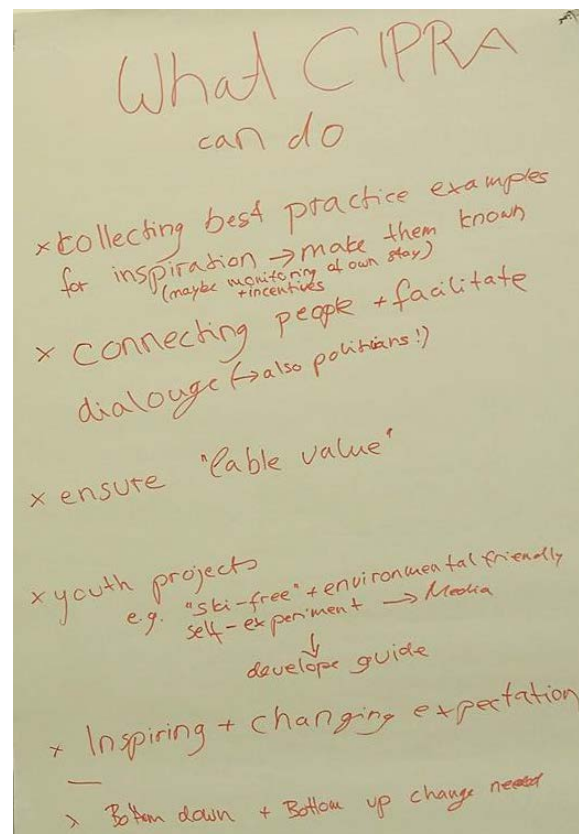 What CIPRA
can do
x collecting best practice examples
for inspiration → make them known
(maybe monitoring of own stay)
+incentives
x connecting people + facilitate
dialouge (→ also politicians!)
x ensure "lable value"
x youth projects
e.g. "ski-free" + environmental friendly
self-experiment → Media
↓
develope guide
x Inspiring + changing expectation
—
> Bottom down + Bottom up change needed